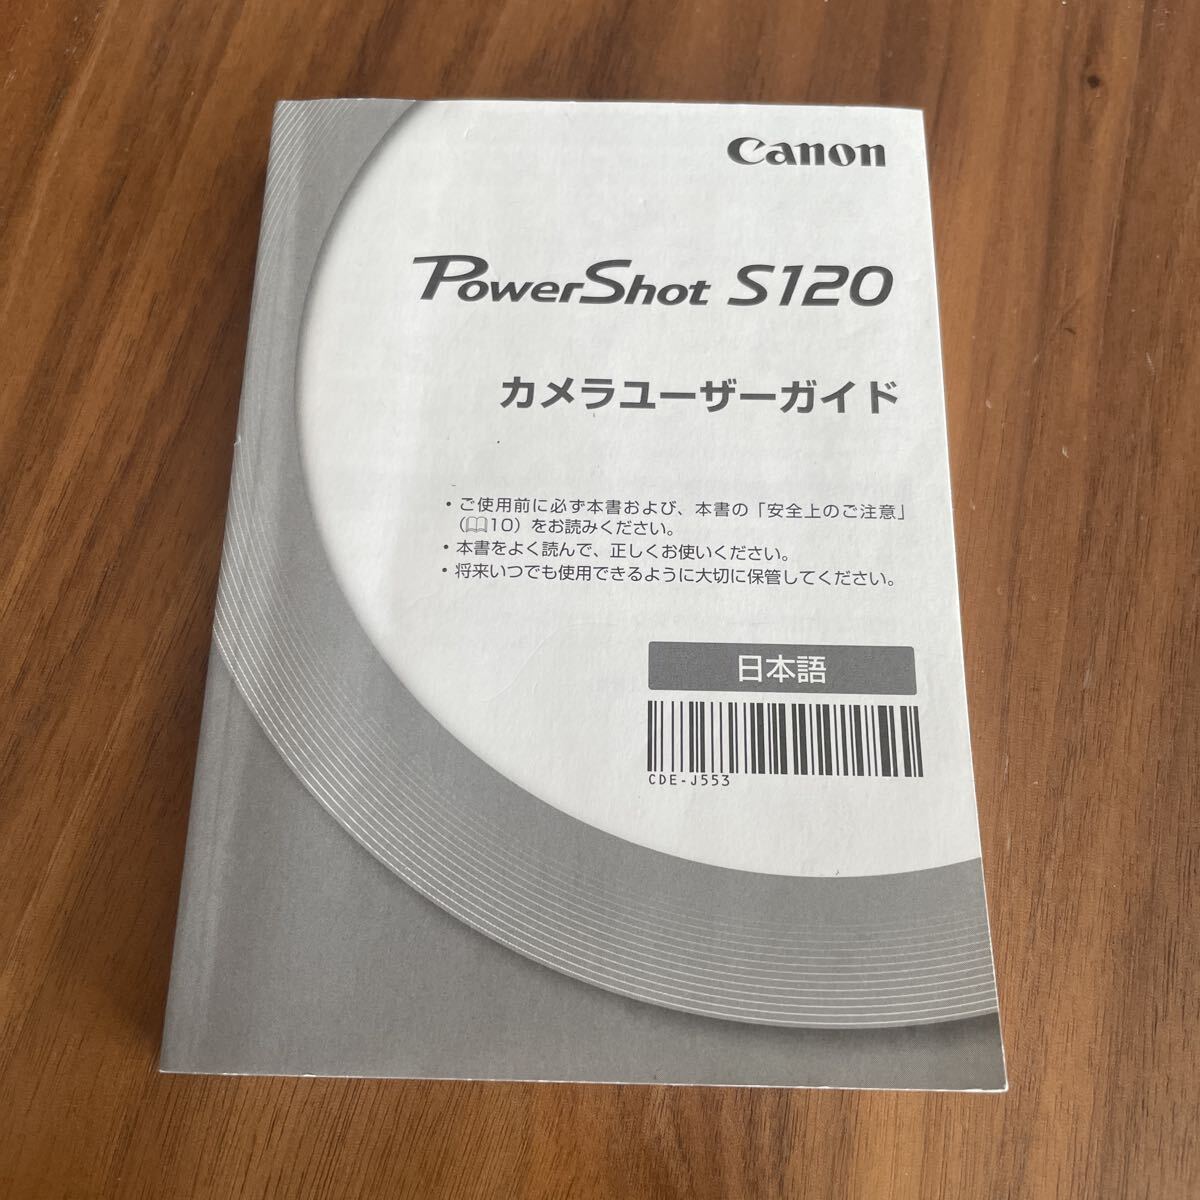 Canon
PowerShot S120
カメラユーザーガイド
・ご使用前に必ず本書および、本書の「安全上のご注意」
（📖10）をお読みください。
・本書をよく読んで、正しくお使いください。
・将来いつでも使用できるように大切に保管してください。
日本語
CDE-J553